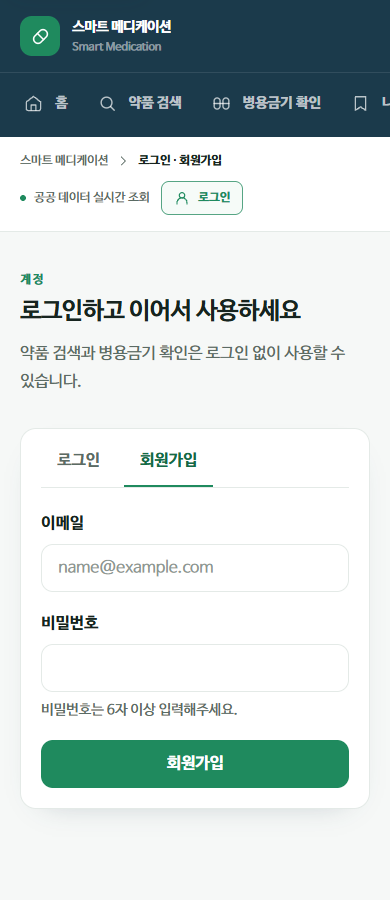 스마트 메디케이션
Smart Medication
홈
약품 검색
병용금기 확인
스마트 메디케이션
로그인 · 회원가입
공공 데이터 실시간 조회
로그인
계정
로그인하고 이어서 사용하세요
약품 검색과 병용금기 확인은 로그인 없이 사용할 수
있습니다.
로그인
회원가입
이메일
name@example.com
비밀번호
비밀번호는 6자 이상 입력해주세요.
회원가입